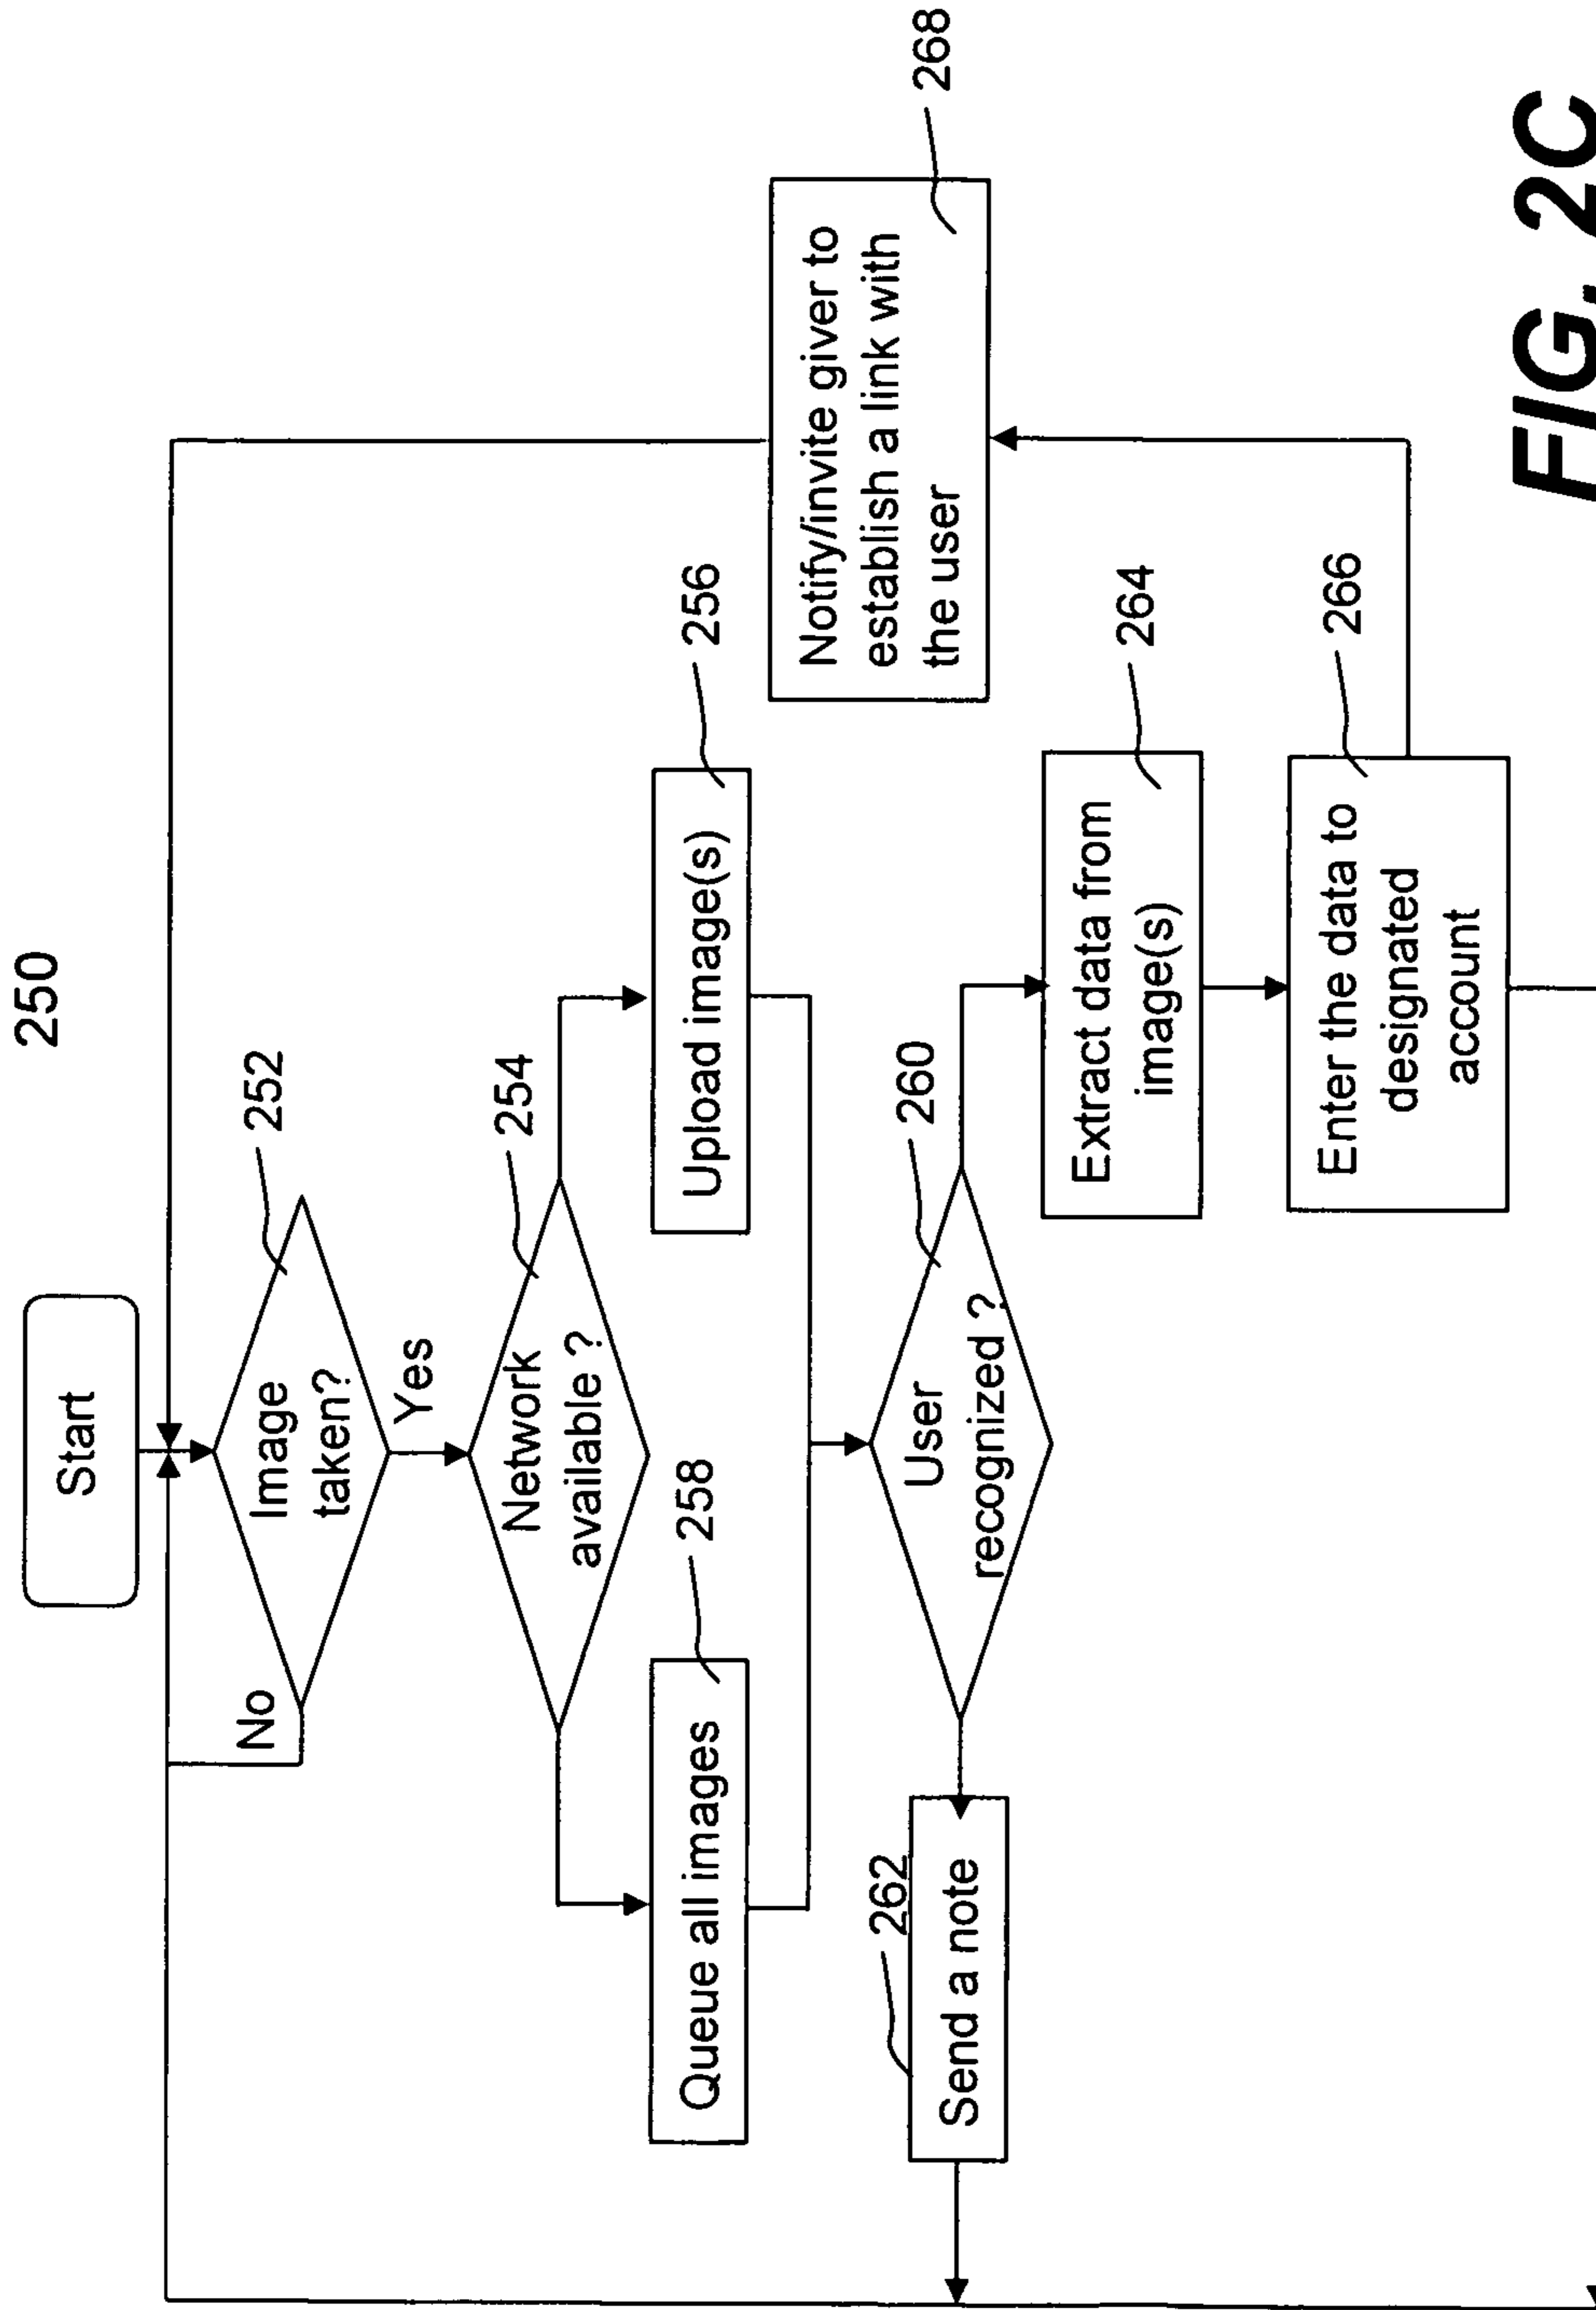 250
Start
252
Image
taken?
No
Yes
254
Network
available ?
256
Upload image(s)
258
Queue all images
260
User
recognized ?
262
Send a note
264
Extract data from
image(s)
266
Enter the data to
designated
account
268
Notify/invite giver to
establish a link with
the user
FIG. 2C